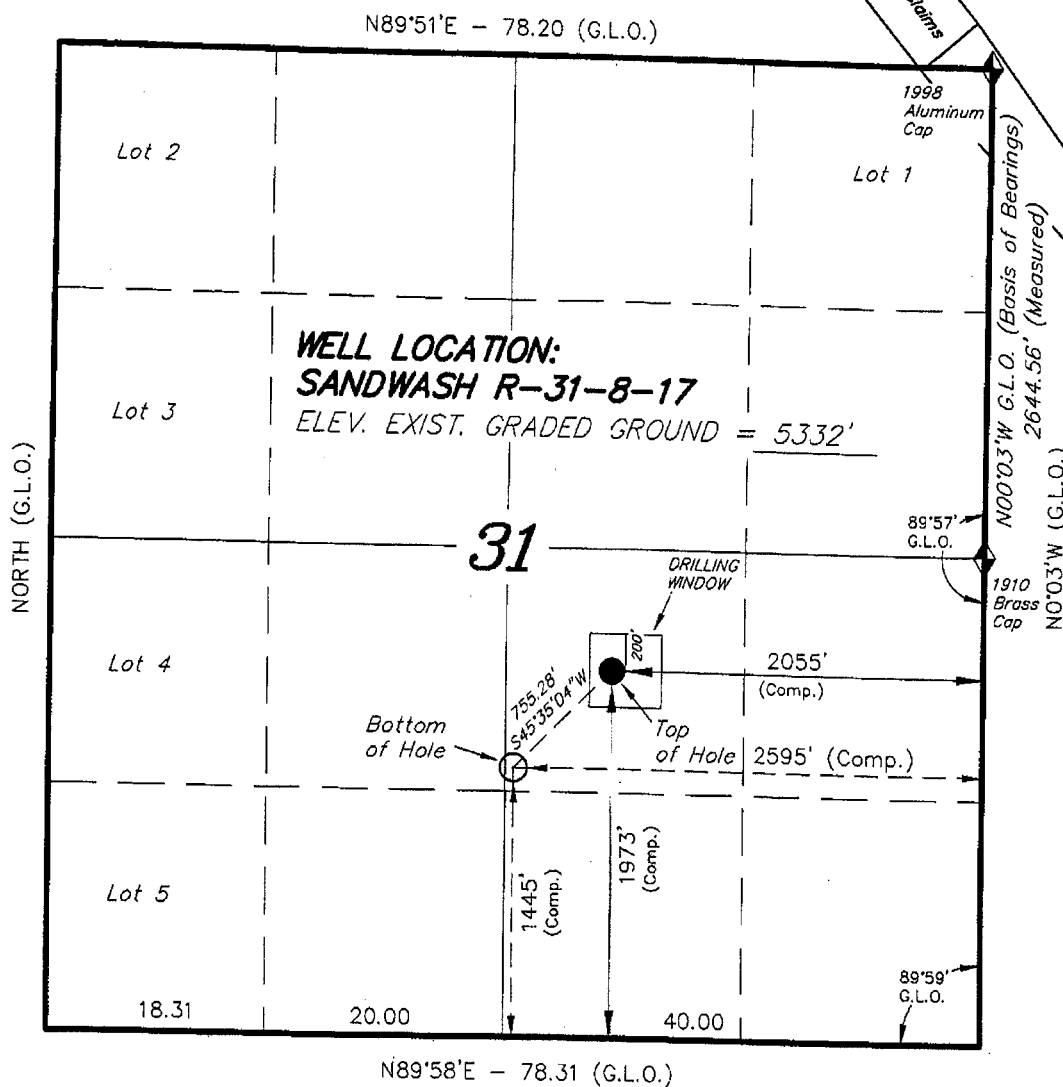 N89°51'E - 78.20 (G.L.O.)
Claims
1998
Aluminum
Cap
Lot 2
Lot 1
N00°03'W G.L.O. (Basis of Bearings)
2644.56' (Measured)
WELL LOCATION:
SANDWASH R-31-8-17
ELEV. EXIST. GRADED GROUND = 5332'
Lot 3
NORTH (G.L.O.)
31
89°57'
G.L.O.
1910
Brass
Cap
N0°03'W (G.L.O.)
DRILLING
WINDOW
200'
Lot 4
2055'
(Comp.)
755.28'
S45°35'04"W
Bottom
of Hole
Top
of Hole
2595' (Comp.)
1973'
(Comp.)
1445'
(Comp.)
Lot 5
89°59'
G.L.O.
18.31
20.00
40.00
N89°58'E - 78.31 (G.L.O.)